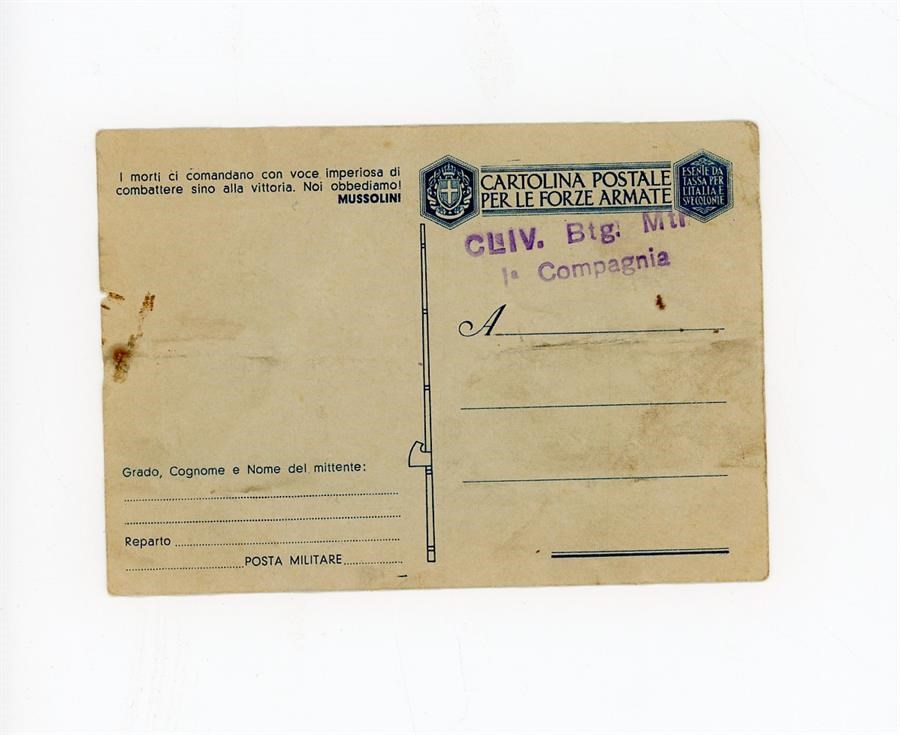 I morti ci comandano con voce imperiosa di
combattere sino alla vittoria. Noi obbediamo!
MUSSOLINI
CARTOLINA POSTALE
PER LE FORZE ARMATE
ESENTE DA
TASSA PER
L'ITALIA E
SVE COLONIE
CLIV. Btg. Mtr
1ª Compagnia
A
Grado, Cognome e Nome del mittente:
Reparto
POSTA MILITARE